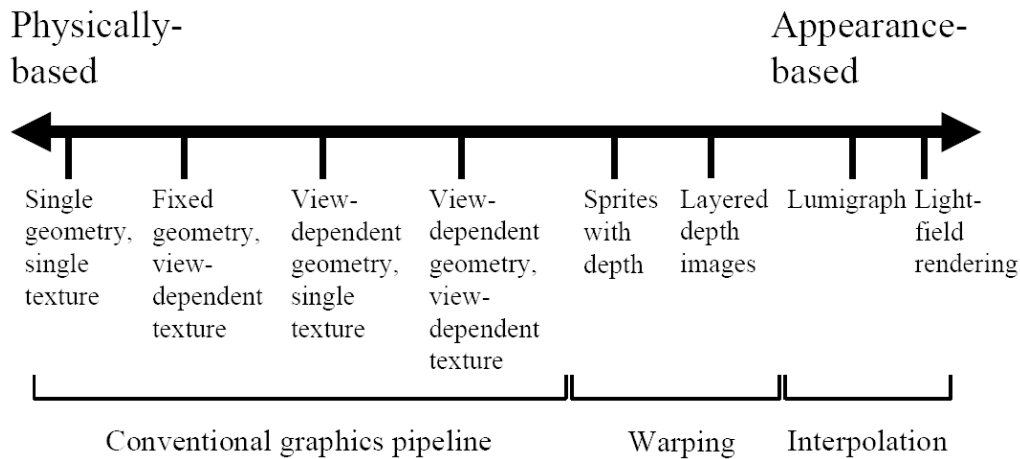 Physically-
based
Appearance-
based
Single
geometry,
single
texture
Fixed
geometry,
view-
dependent
texture
View-
dependent
geometry,
single
texture
View-
dependent
geometry,
view-
dependent
texture
Sprites
with
depth
Layered
depth
images
Lumigraph
Light-
field
rendering
Conventional graphics pipeline
Warping
Interpolation